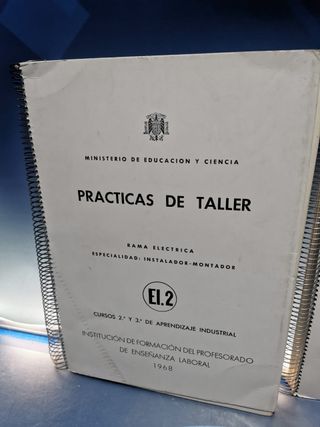 MINISTERIO DE EDUCACION Y CIENCIA
PRACTICAS DE TALLER
RAMA ELECTRICA
ESPECIALIDAD: INSTALADOR-MONTADOR
El.2
CURSOS 2.º Y 3.º DE APRENDIZAJE INDUSTRIAL
INSTITUCIÓN DE FORMACIÓN DEL PROFESORADO
DE ENSEÑANZA LABORAL
1968